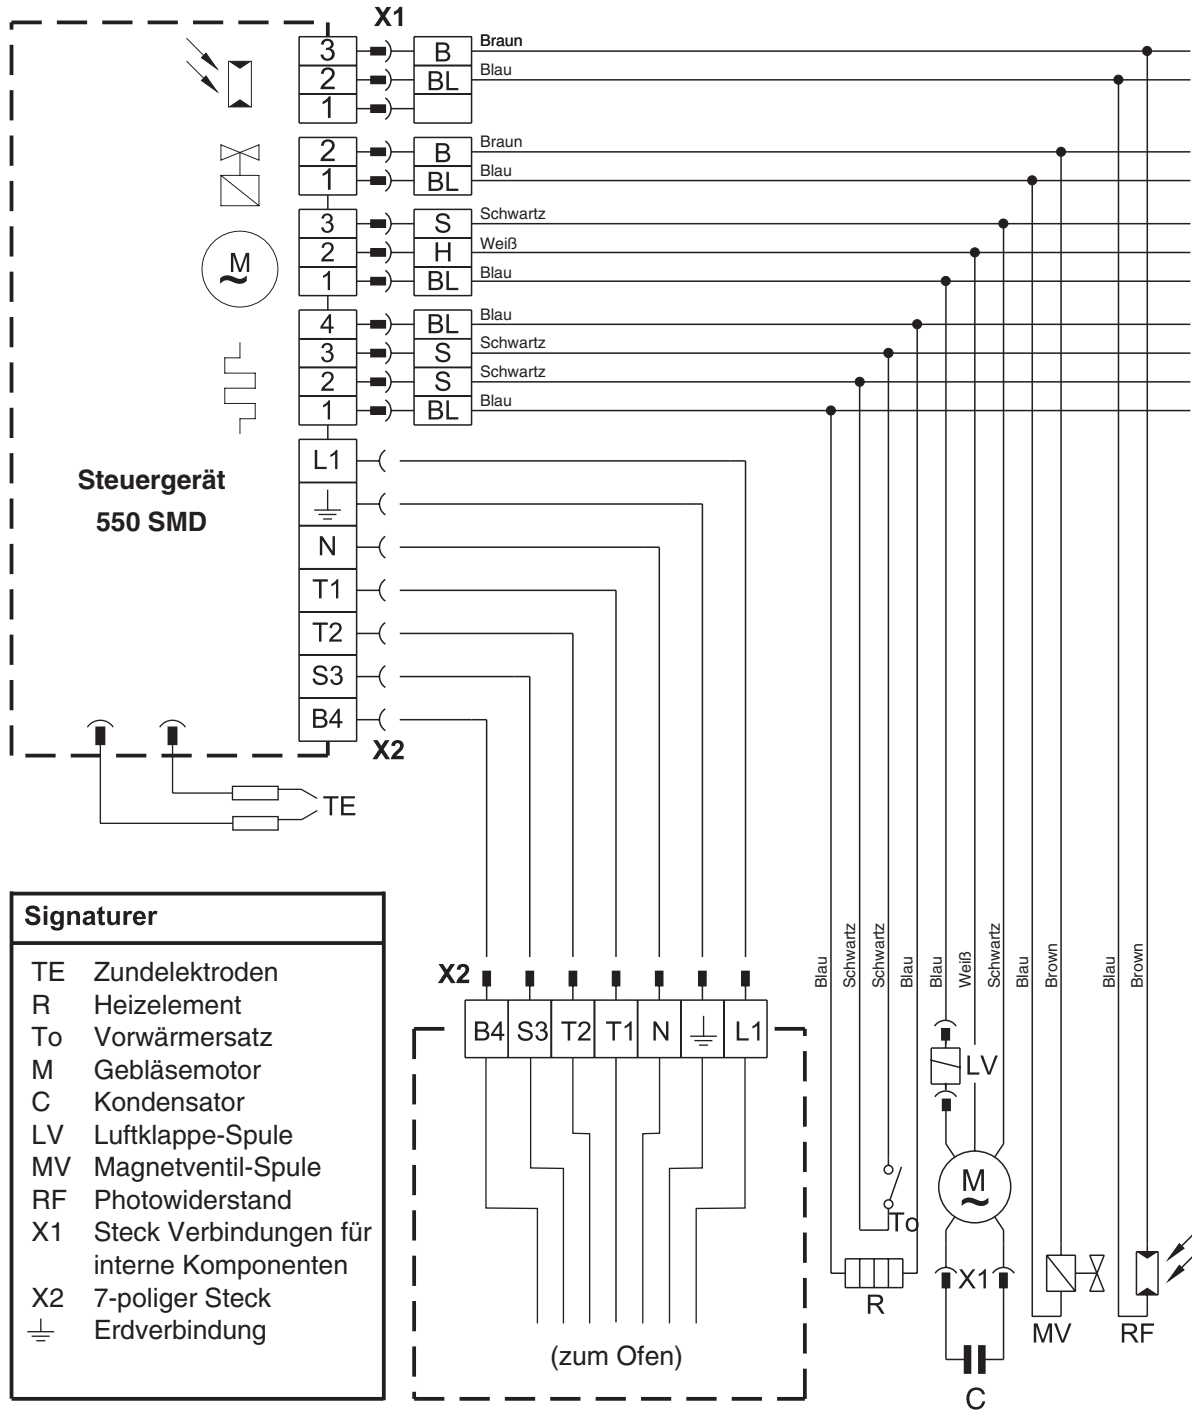 X1
3 B Braun
2 BL Blau
1
2 B Braun
1 BL Blau
3 S Schwartz
2 H Weiß
1 BL Blau
M
~
4 BL Blau
3 S Schwartz
2 S Schwartz
1 BL Blau
Steuergerät
550 SMD
L1
N
T1
T2
S3
B4
X2
TE
Signaturer
TE Zundelektroden
R Heizelement
To Vorwärmersatz
M Gebläsemotor
C Kondensator
LV Luftklappe-Spule
MV Magnetventil-Spule
RF Photowiderstand
X1 Steck Verbindungen für
interne Komponenten
X2 7-poliger Steck
Erdverbindung
X2
B4 S3 T2 T1 N L1
(zum Ofen)
Blau
Schwartz
Schwartz
Blau
Blau
Weiß
Schwartz
Blau
Brown
Blau
Brown
LV
M
~
To
R
X1
MV
RF
C